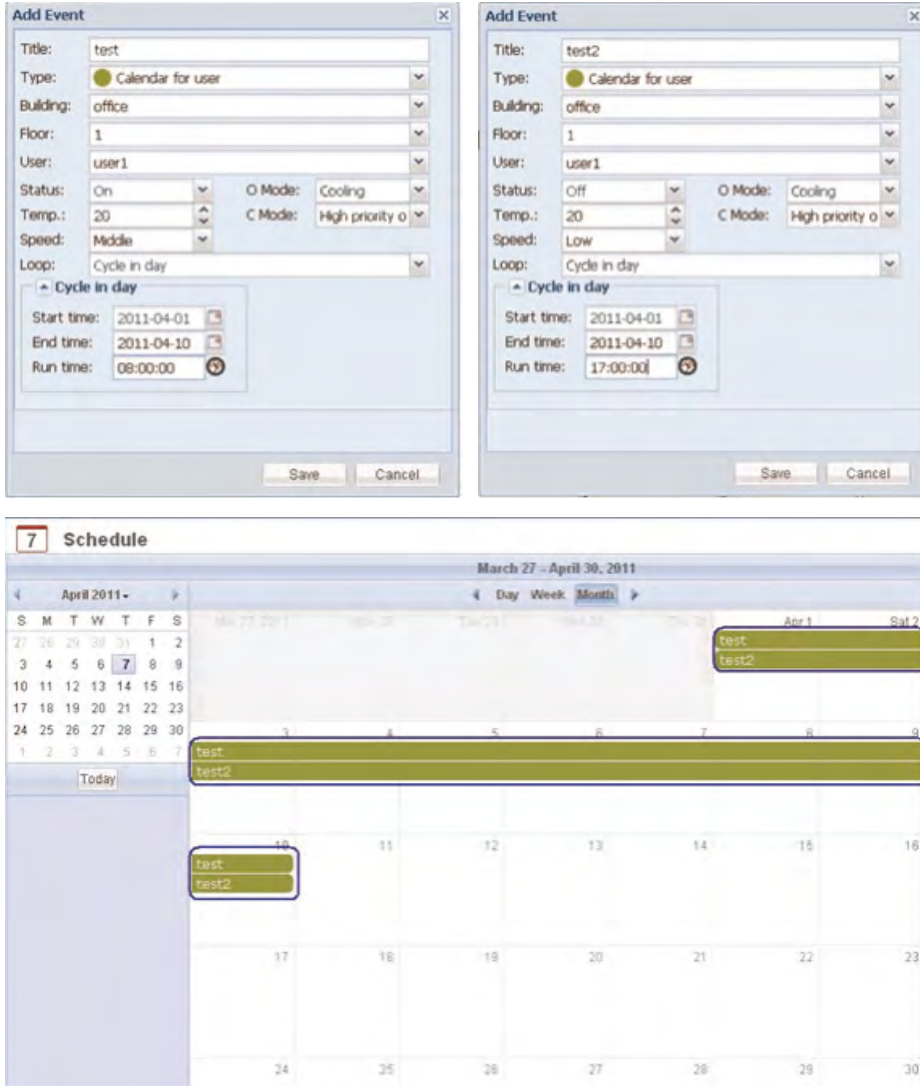 Add Event
Title: test
Type: Calendar for user
Building: office
Floor: 1
User: user1
Status: On O Mode: Cooling
Temp.: 20 C Mode: High priority o
Speed: Middle
Loop: Cycle in day
Cycle in day
Start time: 2011-04-01
End time: 2011-04-10
Run time: 08:00:00
Save Cancel
Add Event
Title: test2
Type: Calendar for user
Building: office
Floor: 1
User: user1
Status: Off O Mode: Cooling
Temp.: 20 C Mode: High priority o
Speed: Low
Loop: Cycle in day
Cycle in day
Start time: 2011-04-01
End time: 2011-04-10
Run time: 17:00:00
Save Cancel
7 Schedule
March 27 - April 30, 2011
April 2011
Day Week Month
S M T W T F S
27 28 29 30 31 1 2
3 4 5 6 7 8 9
10 11 12 13 14 15 16
17 18 19 20 21 22 23
24 25 26 27 28 29 30
1 2 3 4 5 6 7
Today
Apr 1 Sat 2
test
test2
3 4 5 6 7 8 9
test
test2
10 11 12 13 14 15 16
test
test2
17 18 19 20 21 22 23
24 25 26 27 28 29 30